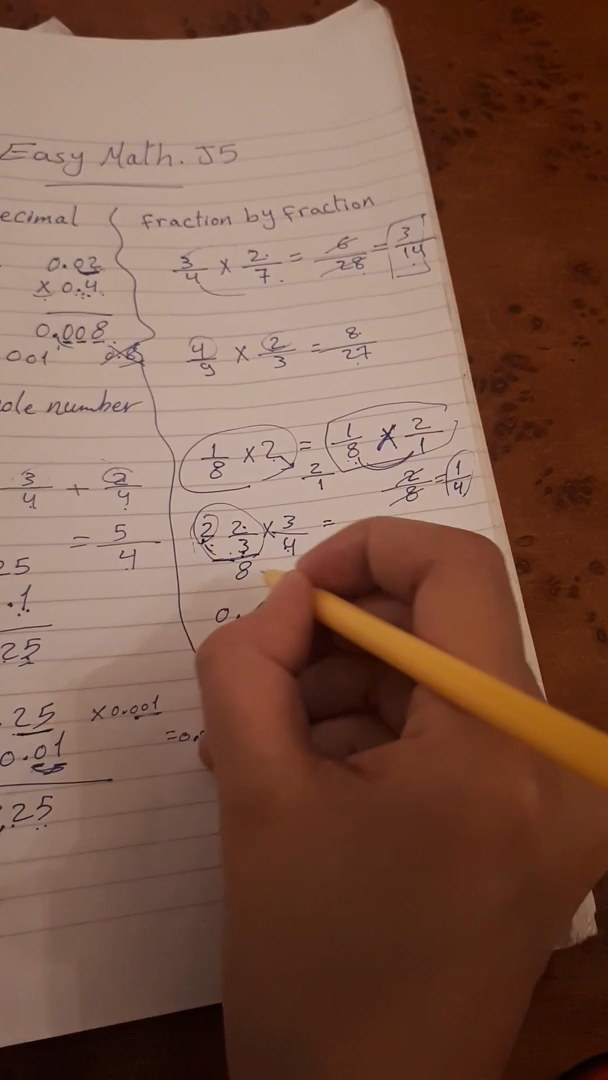 Easy Math. J5
ecimal
0.02
x 0.4
0.008
001
ole number
3/4 + 2/4
= 5/4
25
.1
25
.25 x0.001
0.01 =0.
,25
Fraction by Fraction
3/4 x 2/7 = 6/28 = 3/14
4/9 x 2/3 = 8/27
1/8 x 2 = 1/8 x 2/1
2/1
2/8 = 1/4
2 2/3 x 3/4 =
8
0.